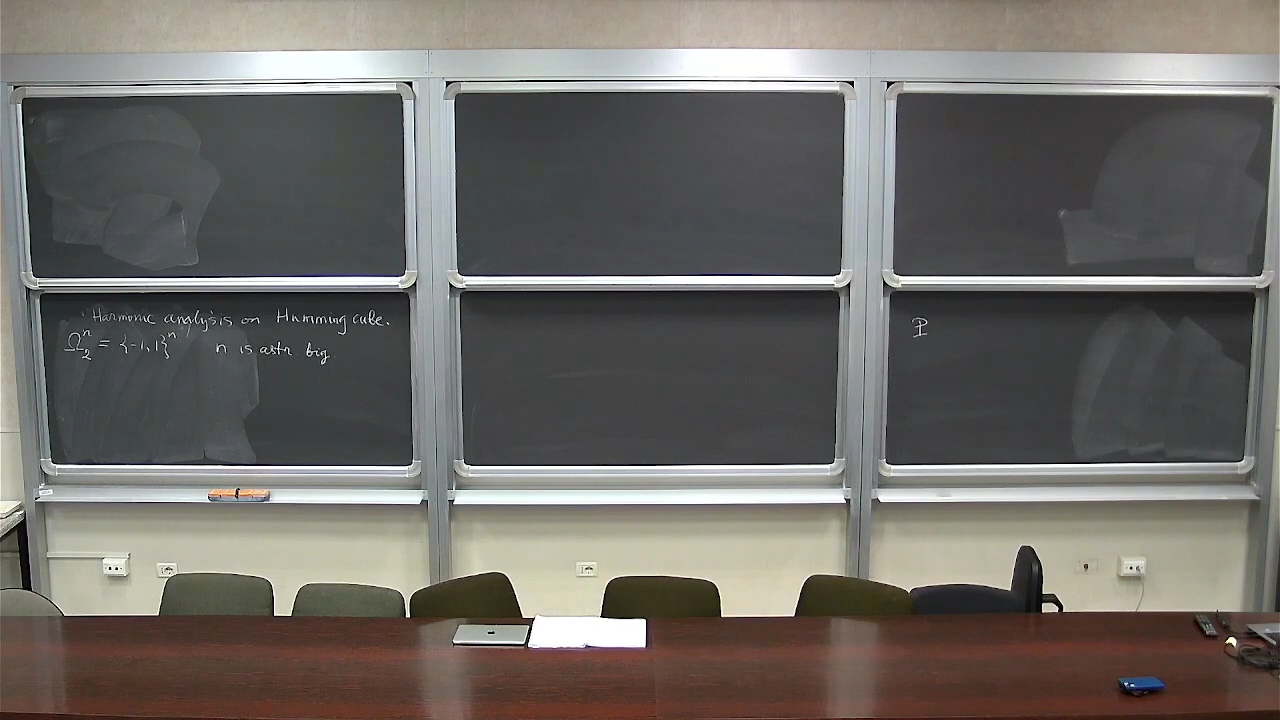 Harmonic analysis on Hamming cube.
Ω₂ⁿ = {-1, 1}ⁿ n is astr big